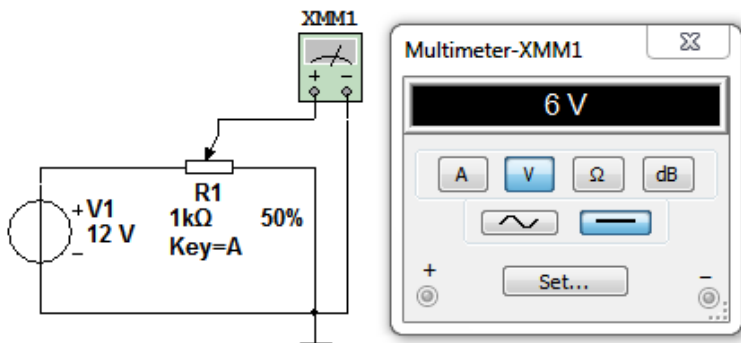 XMM1
+ −
R1
1kΩ 50%
Key=A
+ V1
12 V
−
Multimeter-XMM1
6 V
A V Ω dB
+ −
Set...